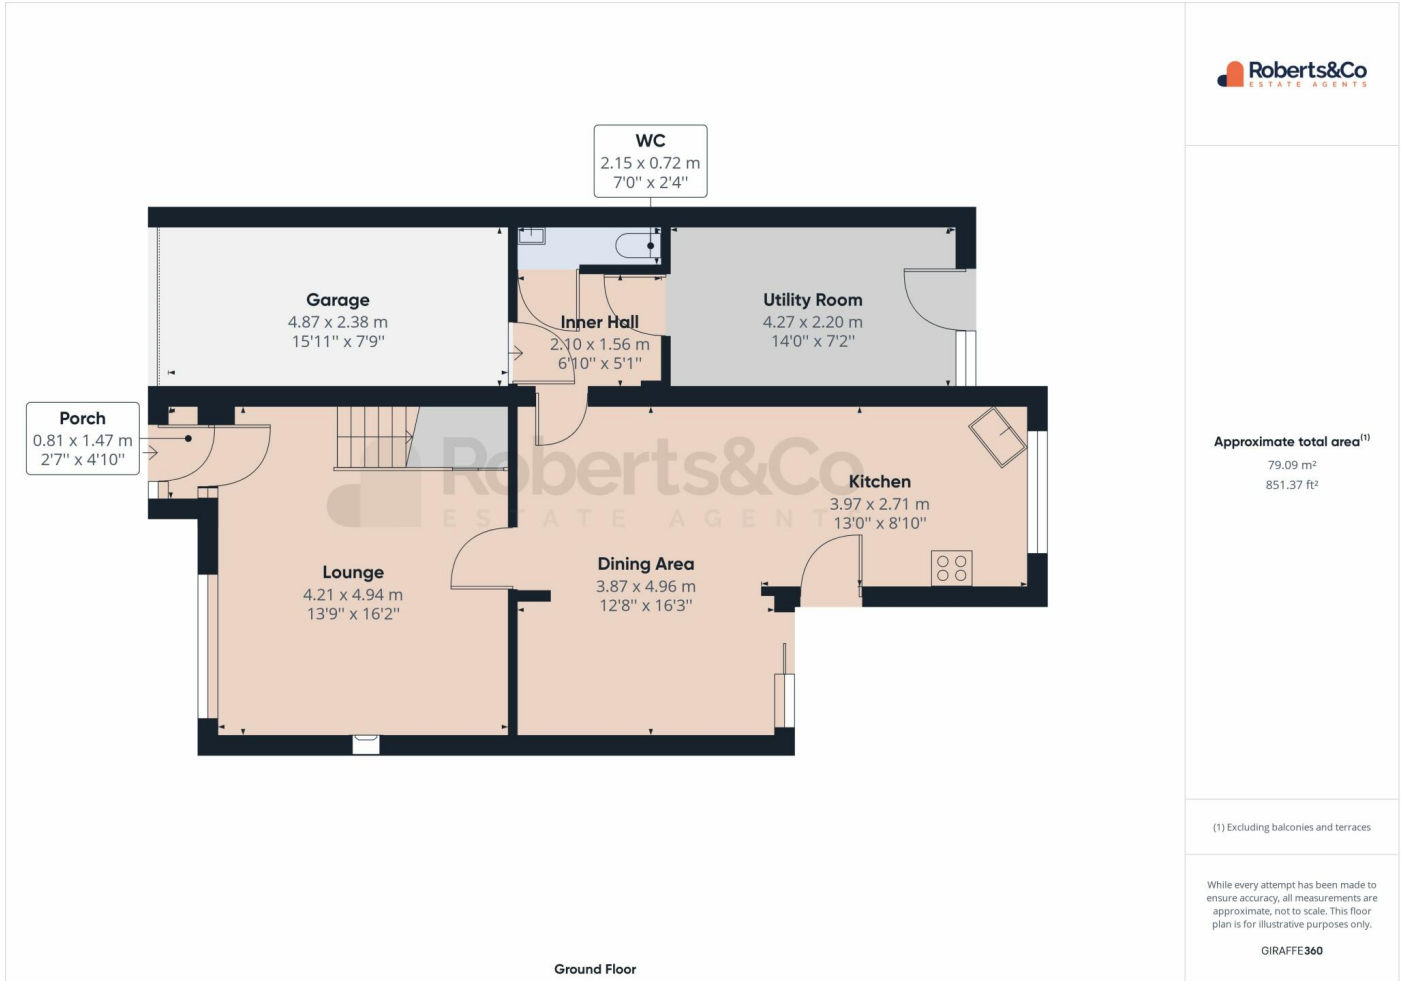 Roberts&Co
ESTATE AGENTS
WC
2.15 x 0.72 m
7'0" x 2'4"
Garage
4.87 x 2.38 m
15'11" x 7'9"
Inner Hall
2.10 x 1.56 m
6'10" x 5'1"
Utility Room
4.27 x 2.20 m
14'0" x 7'2"
Porch
0.81 x 1.47 m
2'7" x 4'10"
Roberts&Co
ESTATE AGENT
Kitchen
3.97 x 2.71 m
13'0" x 8'10"
Lounge
4.21 x 4.94 m
13'9" x 16'2"
Dining Area
3.87 x 4.96 m
12'8" x 16'3"
Approximate total area(1)
79.09 m²
851.37 ft²
(1) Excluding balconies and terraces
While every attempt has been made to
ensure accuracy, all measurements are
approximate, not to scale. This floor
plan is for illustrative purposes only.
GIRAFFE360
Ground Floor